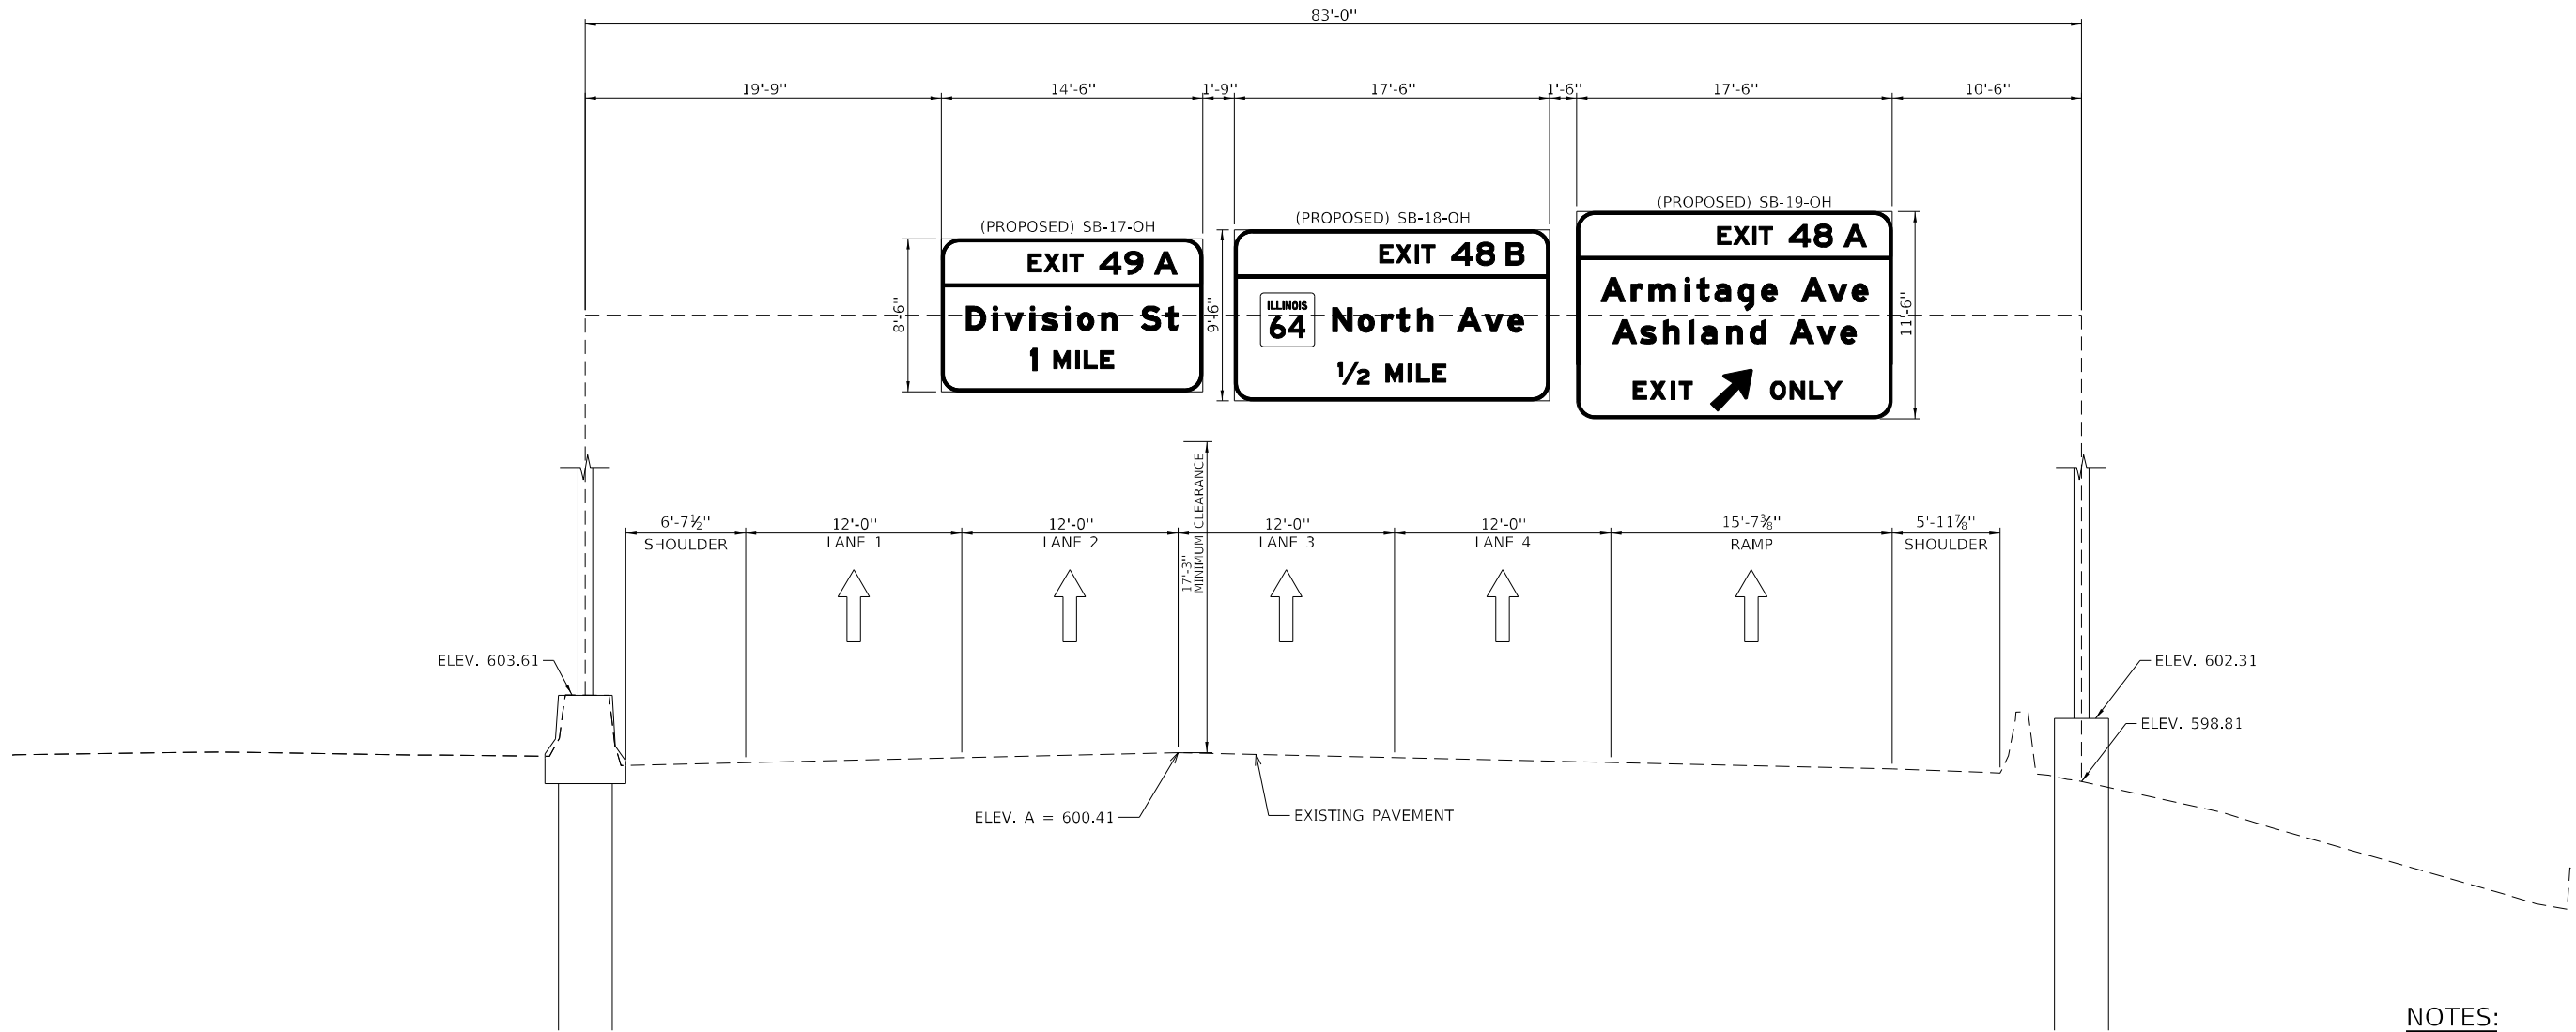 83'-0"
19'-9"
14'-6"
1'-9"
17'-6"
1'-6"
17'-6"
10'-6"
(PROPOSED) SB-17-OH
(PROPOSED) SB-18-OH
(PROPOSED) SB-19-OH
8'-6"
EXIT 49 A
Division St
1 MILE
9'-6"
EXIT 48 B
ILLINOIS
64
North Ave
1/2 MILE
EXIT 48 A
Armitage Ave
Ashland Ave
EXIT ONLY
11'-6"
17'-3"
MINIMUM CLEARANCE
6'-7½"
SHOULDER
12'-0"
LANE 1
12'-0"
LANE 2
12'-0"
LANE 3
12'-0"
LANE 4
15'-7⅜"
RAMP
5'-11⅞"
SHOULDER
ELEV. 603.61
ELEV. 602.31
ELEV. 598.81
ELEV. A = 600.41
EXISTING PAVEMENT
NOTES: